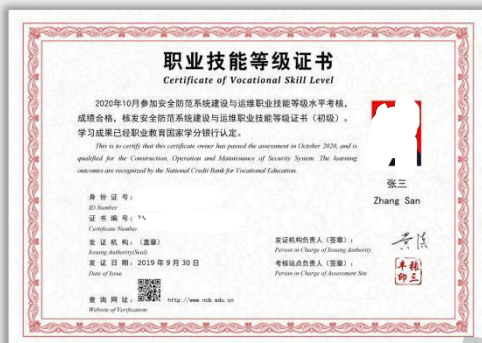 职业技能等级证书
Certificate of Vocational Skill Level
2020年10月参加安全防范系统建设与运维职业技能等级水平考核，
成绩合格，核发安全防范系统建设与运维职业技能等级证书（初级）。
学习成果已经职业教育国家学分银行认定。
This is to certify that this certificate owner has passed the assessment in October 2020, and is
qualified for the Construction, Operation and Maintenance of Security System. The learning
outcomes are recognized by the National Credit Bank for Vocational Education.
张三
Zhang San
身份证号：
ID Number
证书编号：
Certificate Number
发证机构：（盖章）
Issuing Authority(Seal)
发证日期：2019年9月30日
Date of Issue
发证机构负责人（签章）：
Person in Charge of Issuing Authority
考核站点负责人（签章）：
Person in Charge of Assessment Site
张三
丰印
查询网址：
http://www.ncb.edu.cn
Website of Verification